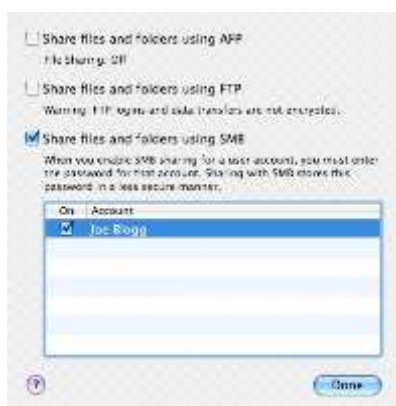 Share files and folders using AFP
File Sharing: Off
Share files and folders using FTP
Warning: FTP logins and data transfers are not encrypted.
Share files and folders using SMB
When you enable SMB sharing for a user account, you must enter
the password for that account. Sharing with SMB stores this
password in a less secure manner.
On Account
Joe Blogg
?
Done